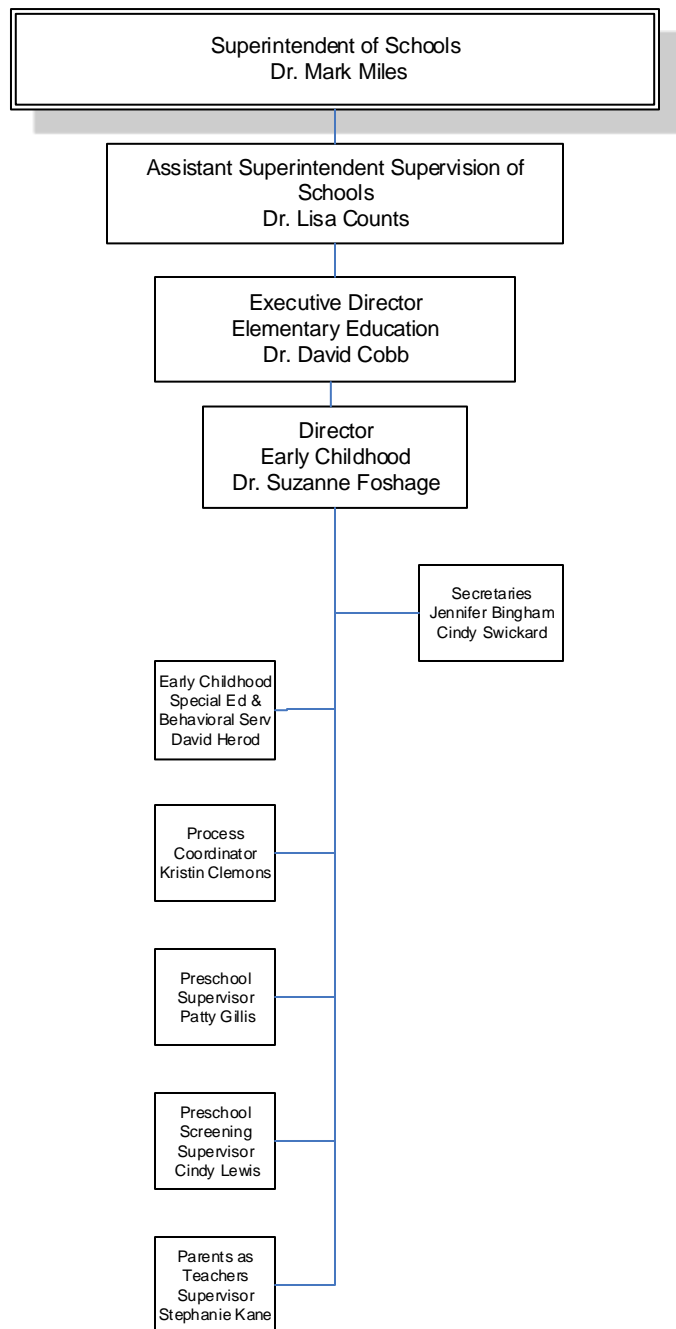 Superintendent of Schools
Dr. Mark Miles
Assistant Superintendent Supervision of
Schools
Dr. Lisa Counts
Executive Director
Elementary Education
Dr. David Cobb
Director
Early Childhood
Dr. Suzanne Foshage
Secretaries
Jennifer Bingham
Cindy Swickard
Early Childhood
Special Ed &
Behavioral Serv
David Herod
Process
Coordinator
Kristin Clemons
Preschool
Supervisor
Patty Gillis
Preschool
Screening
Supervisor
Cindy Lewis
Parents as
Teachers
Supervisor
Stephanie Kane